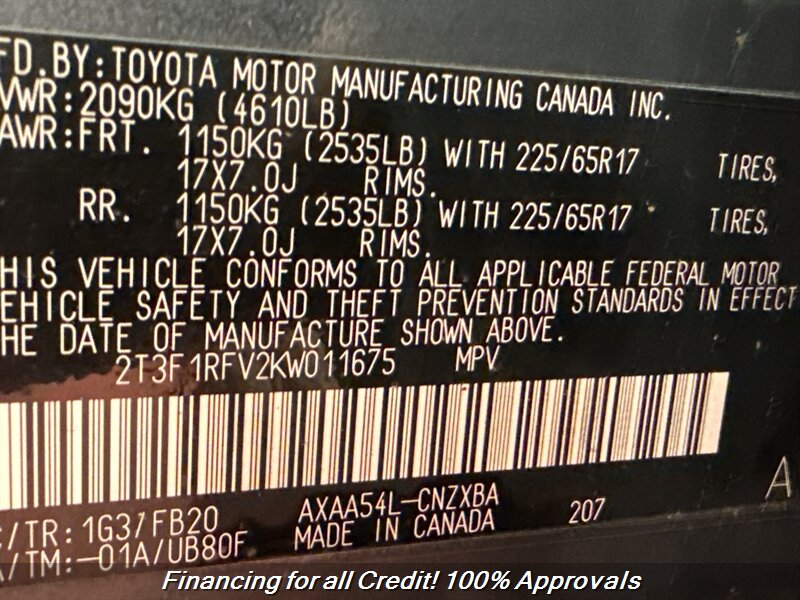 FD.BY:TOYOTA MOTOR MANUFACTURING CANADA INC.
VWR:2090KG (4610LB)
AWR:FRT. 1150KG (2535LB) WITH 225/65R17 TIRES,
17X7.0J RIMS.
RR. 1150KG (2535LB) WITH 225/65R17 TIRES,
17X7.0J RIMS.
HIS VEHICLE CONFORMS TO ALL APPLICABLE FEDERAL MOTOR
EHICLE SAFETY AND THEFT PREVENTION STANDARDS IN EFFECT
HE DATE OF MANUFACTURE SHOWN ABOVE.
2T3F1RFV2KW011675 MPV
C/TR:1G3/FB20 AXAA54L-CNZXBA 207 A
A/TM:-01A/UB80F MADE IN CANADA
Financing for all Credit! 100% Approvals